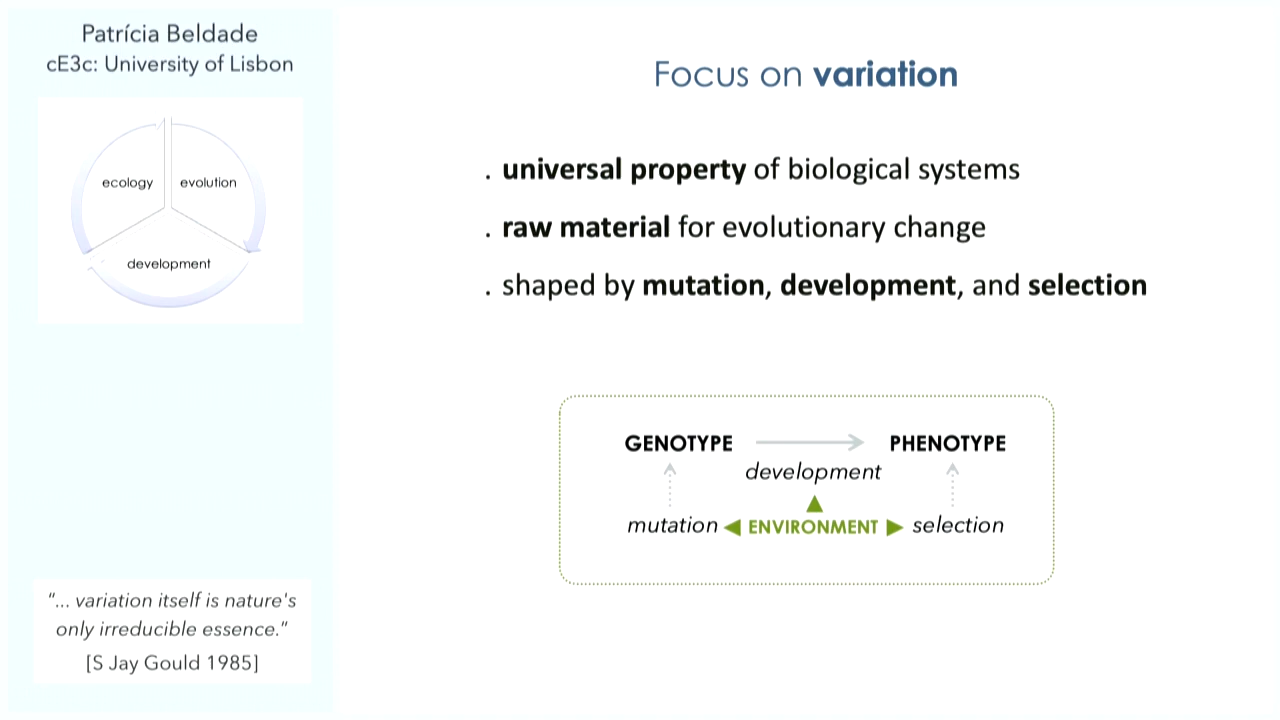 Patrícia Beldade
cE3c: University of Lisbon
ecology
evolution
development
"... variation itself is nature's
only irreducible essence."
[S Jay Gould 1985]
Focus on variation
. universal property of biological systems
. raw material for evolutionary change
. shaped by mutation, development, and selection
GENOTYPE
PHENOTYPE
development
mutation
ENVIRONMENT
selection